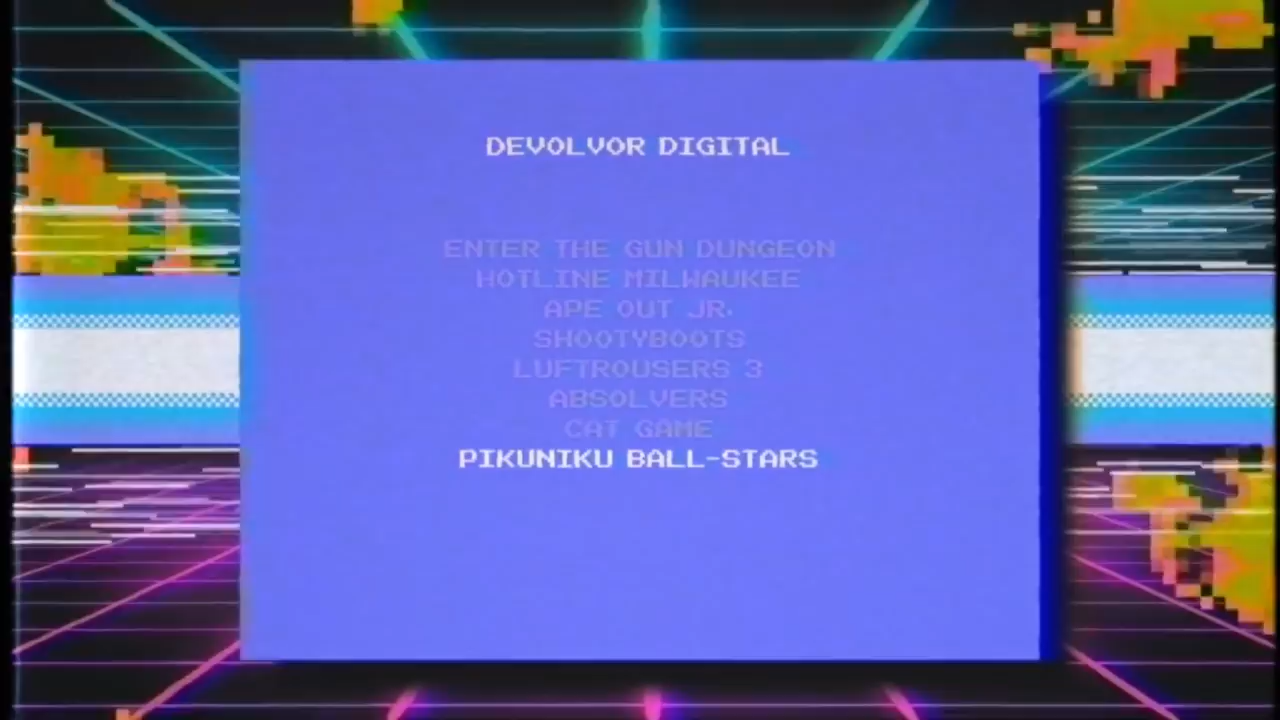 DEVOLVOR DIGITAL
ENTER THE GUN DUNGEON
HOTLINE MILWAUKEE
APE OUT JR.
SHOOTYBOOTS
LUFTROUSERS 3
ABSOLVERS
CAT GAME
PIKUNIKU BALL-STARS